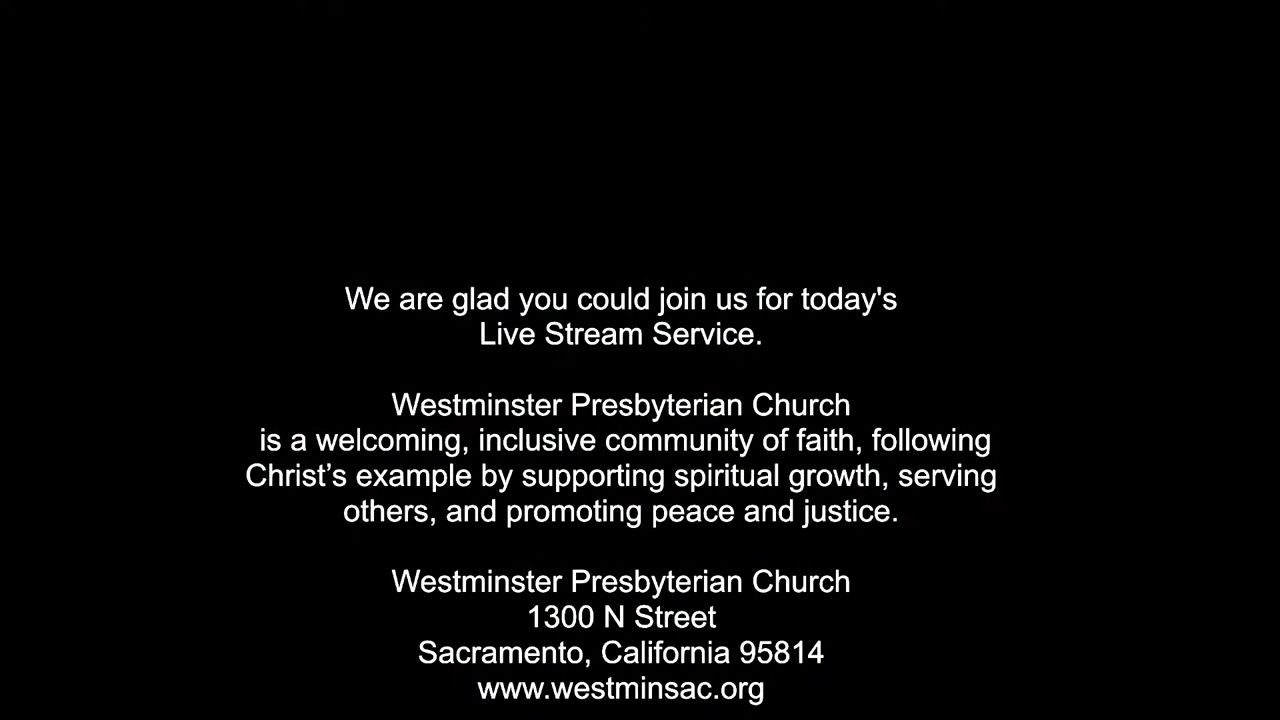 We are glad you could join us for today's
Live Stream Service.
Westminster Presbyterian Church
is a welcoming, inclusive community of faith, following
Christ’s example by supporting spiritual growth, serving
others, and promoting peace and justice.
Westminster Presbyterian Church
1300 N Street
Sacramento, California 95814
www.westminsac.org